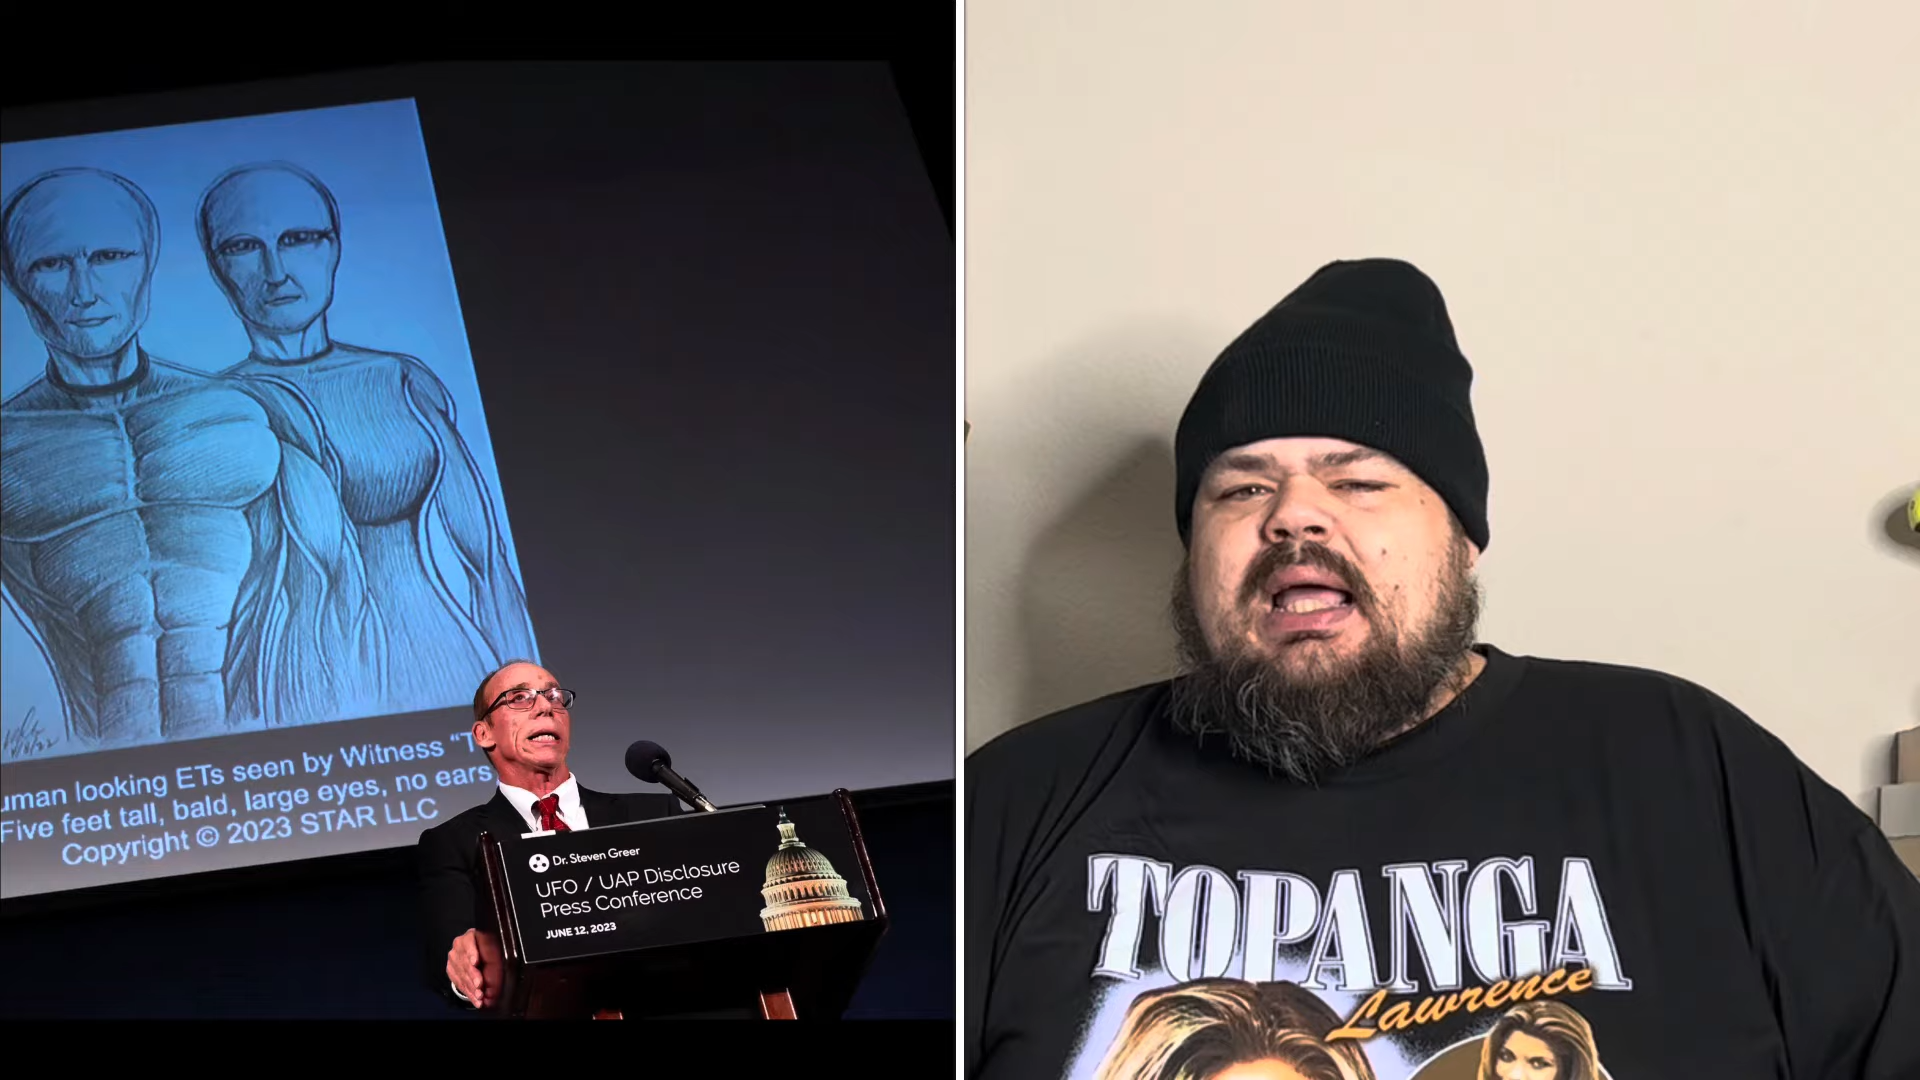 uman looking ETs seen by Witness "T
Five feet tall, bald, large eyes, no ears
Copyright © 2023 STAR LLC
Dr. Steven Greer
UFO / UAP Disclosure
Press Conference
JUNE 12, 2023
TOPANGA
Lawrence